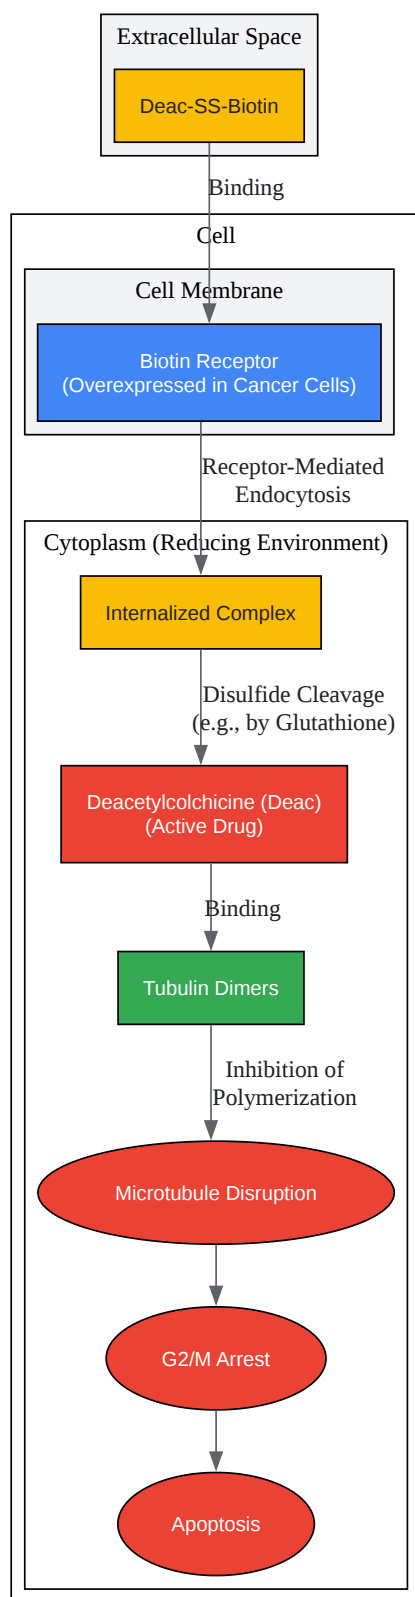 Extracellular Space
Deac-SS-Biotin
Binding
Cell
Cell Membrane
Biotin Receptor
(Overexpressed in Cancer Cells)
Receptor-Mediated
Endocytosis
Cytoplasm (Reducing Environment)
Internalized Complex
Disulfide Cleavage
(e.g., by Glutathione)
Deacetylcolchicine (Deac)
(Active Drug)
Binding
Tubulin Dimers
Inhibition of
Polymerization
Microtubule Disruption
G2/M Arrest
Apoptosis